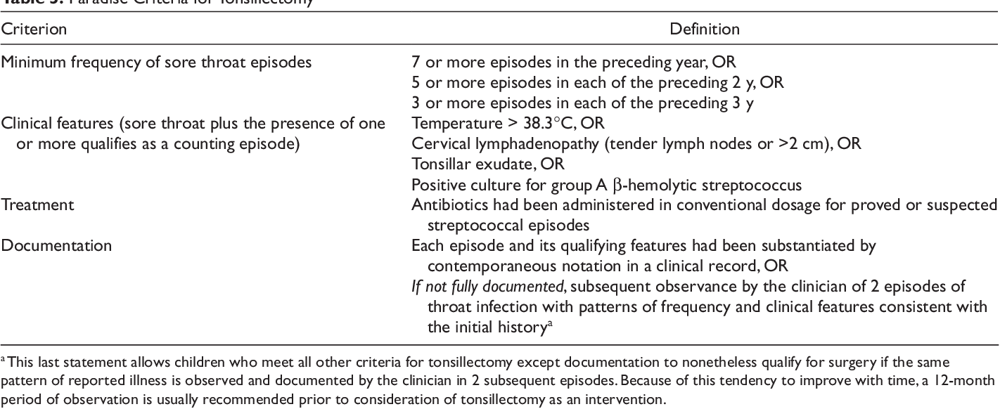 Table 3. Paradise Criteria for Tonsillectomy
Criterion Definition
Minimum frequency of sore throat episodes 7 or more episodes in the preceding year, OR
5 or more episodes in each of the preceding 2 y, OR
3 or more episodes in each of the preceding 3 y
Clinical features (sore throat plus the presence of one Temperature > 38.3°C, OR
or more qualifies as a counting episode) Cervical lymphadenopathy (tender lymph nodes or >2 cm), OR
Tonsillar exudate, OR
Positive culture for group A β-hemolytic streptococcus
Treatment Antibiotics had been administered in conventional dosage for proved or suspected
streptococcal episodes
Documentation Each episode and its qualifying features had been substantiated by
contemporaneous notation in a clinical record, OR
If not fully documented, subsequent observance by the clinician of 2 episodes of
throat infection with patterns of frequency and clinical features consistent with
the initial historyᵃ
ᵃ This last statement allows children who meet all other criteria for tonsillectomy except documentation to nonetheless qualify for surgery if the same
pattern of reported illness is observed and documented by the clinician in 2 subsequent episodes. Because of this tendency to improve with time, a 12-month
period of observation is usually recommended prior to consideration of tonsillectomy as an intervention.